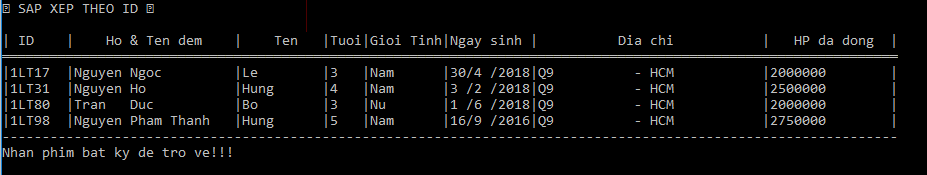 SAP XEP THEO ID
| ID | Ho & Ten dem | Ten |Tuoi|Gioi Tinh|Ngay sinh | Dia chi | HP da dong |
|1LT17 |Nguyen Ngoc |Le |3 |Nam |30/4 /2018|Q9 - HCM |2000000 |
|1LT31 |Nguyen Ho |Hung |4 |Nam |3 /2 /2018|Q9 - HCM |2500000 |
|1LT80 |Tran Duc |Bo |3 |Nu |1 /6 /2018|Q9 - HCM |2000000 |
|1LT98 |Nguyen Pham Thanh |Hung |5 |Nam |16/9 /2016|Q9 - HCM |2750000 |
Nhan phim bat ky de tro ve!!!